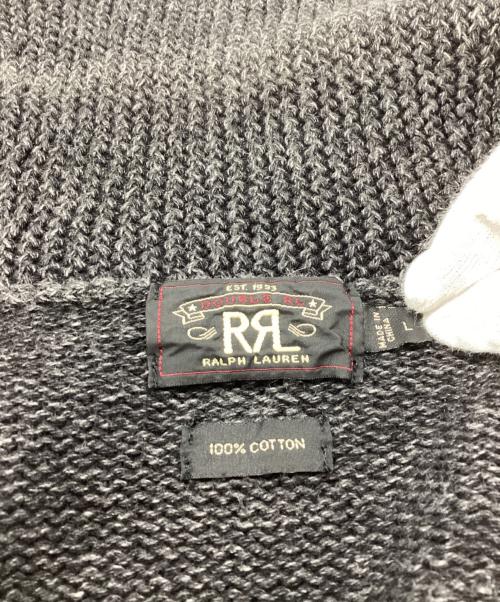 EST. 1993
DOUBLE RL
RRL
RALPH LAUREN
MADE IN
CHINA
L
100% COTTON